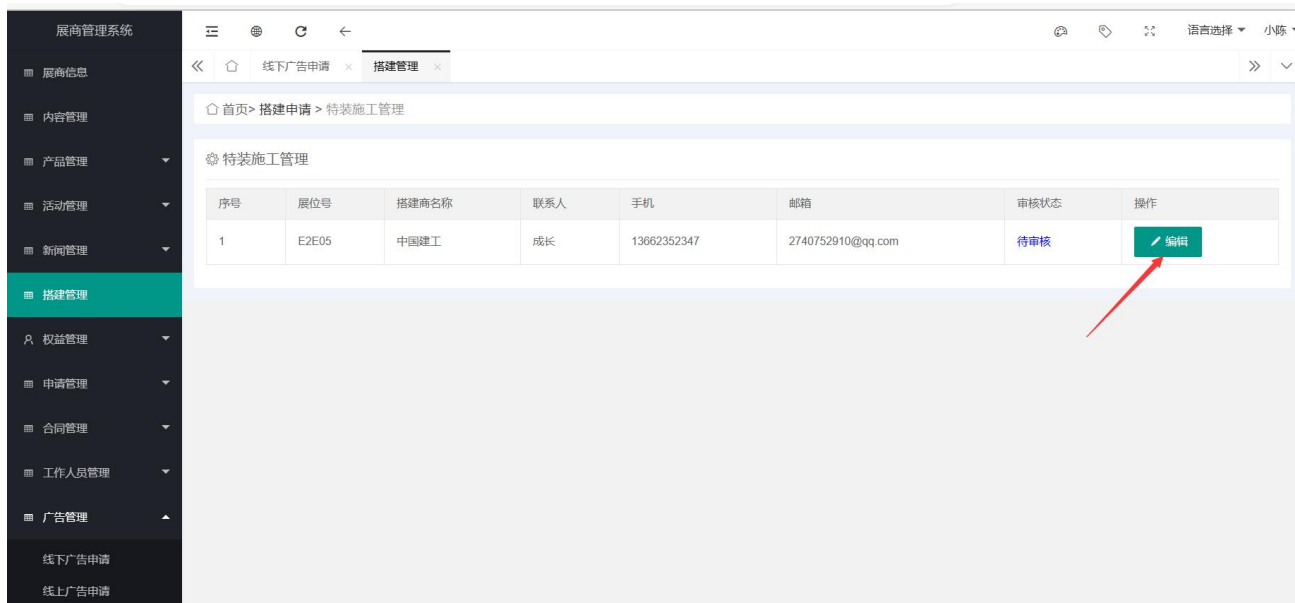 展商管理系统
语言选择 小陈
线下广告申请 × 搭建管理 ×
首页> 搭建申请 > 特装施工管理
特装施工管理
序号 展位号 搭建商名称 联系人 手机 邮箱 审核状态 操作
1 E2E05 中国建工 成长 13662352347 2740752910@qq.com 待审核 编辑
展商信息
内容管理
产品管理
活动管理
新闻管理
搭建管理
权益管理
申请管理
合同管理
工作人员管理
广告管理
线下广告申请
线上广告申请